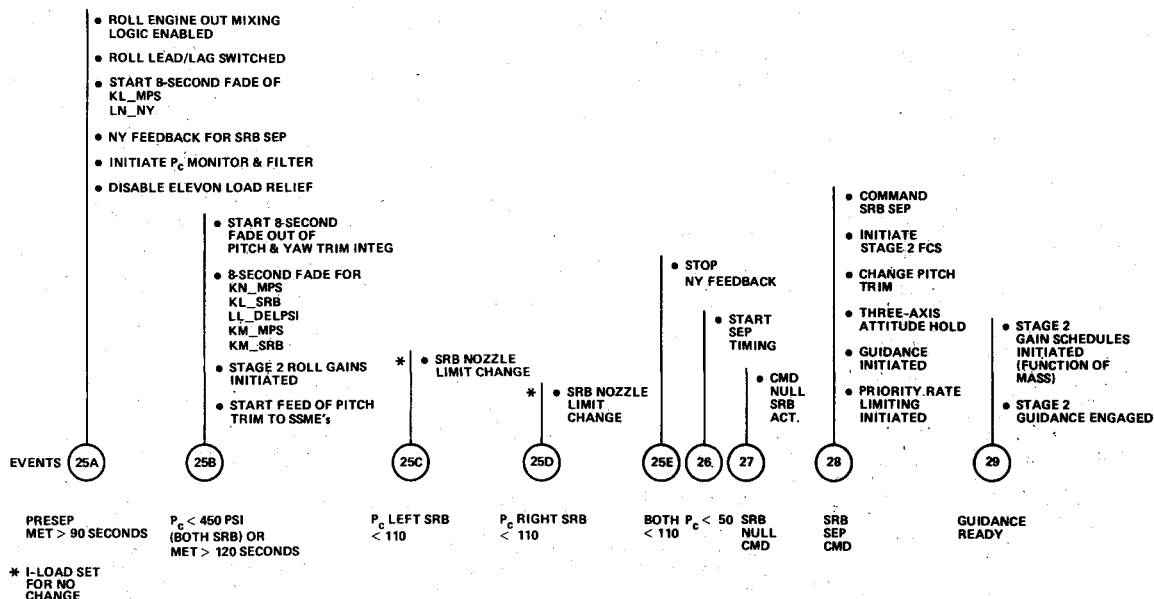 • ROLL ENGINE OUT MIXING
LOGIC ENABLED
• ROLL LEAD/LAG SWITCHED
• START 8-SECOND FADE OF
KL_MPS
LN_NY
• NY FEEDBACK FOR SRB SEP
• INITIATE Pc MONITOR & FILTER
• DISABLE ELEVON LOAD RELIEF
• START 8-SECOND
FADE OUT OF
PITCH & YAW TRIM INTEG
• 8-SECOND FADE FOR
KN_MPS
KL_SRB
LL_DELPSI
KM_MPS
KM_SRB
• STAGE 2 ROLL GAINS
INITIATED
• START FEED OF PITCH
TRIM TO SSME's
* • SRB NOZZLE
LIMIT CHANGE
* • SRB NOZZLE
LIMIT
CHANGE
• STOP
NY FEEDBACK
• START
SEP
TIMING
• CMD
NULL
SRB
ACT.
• COMMAND
SRB SEP
• INITIATE
STAGE 2 FCS
• CHANGE PITCH
TRIM
• THREE-AXIS
ATTITUDE HOLD
• GUIDANCE
INITIATED
• PRIORITY RATE
LIMITING
INITIATED
• STAGE 2
GAIN SCHEDULES
INITIATED
(FUNCTION OF
MASS)
• STAGE 2
GUIDANCE ENGAGED
EVENTS 25A 25B 25C 25D 25E 26 27 28 29
PRESEP
MET > 90 SECONDS
Pc < 450 PSI
(BOTH SRB) OR
MET > 120 SECONDS
Pc LEFT SRB
< 110
Pc RIGHT SRB
< 110
BOTH Pc < 50
< 110
SRB
NULL
CMD
SRB
SEP
CMD
GUIDANCE
READY
* I-LOAD SET
FOR NO
CHANGE